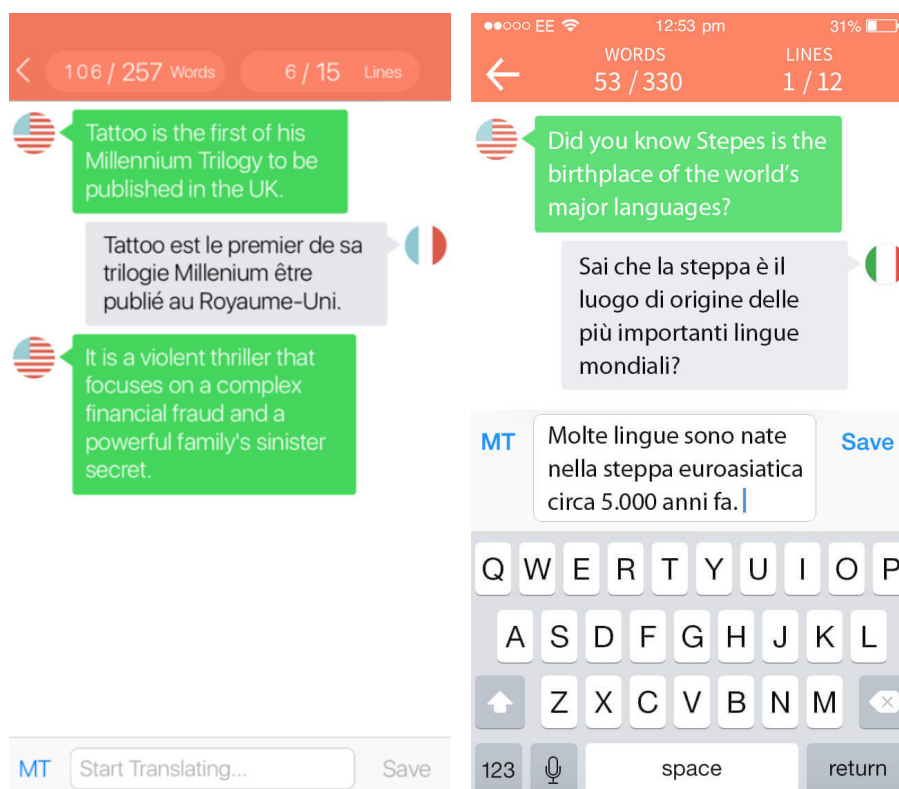 106 / 257 Words
6 / 15 Lines
Tattoo is the first of his
Millennium Trilogy to be
published in the UK.
Tattoo est le premier de sa
trilogie Millenium être
publié au Royaume-Uni.
It is a violent thriller that
focuses on a complex
financial fraud and a
powerful family's sinister
secret.
MT
Start Translating...
Save
EE
12:53 pm
31%
WORDS
53 / 330
LINES
1 / 12
Did you know Stepes is the
birthplace of the world's
major languages?
Sai che la steppa è il
luogo di origine delle
più importanti lingue
mondiali?
MT
Molte lingue sono nate
nella steppa euroasiatica
circa 5.000 anni fa.
Save
Q W E R T Y U I O P
A S D F G H J K L
Z X C V B N M
123
space
return